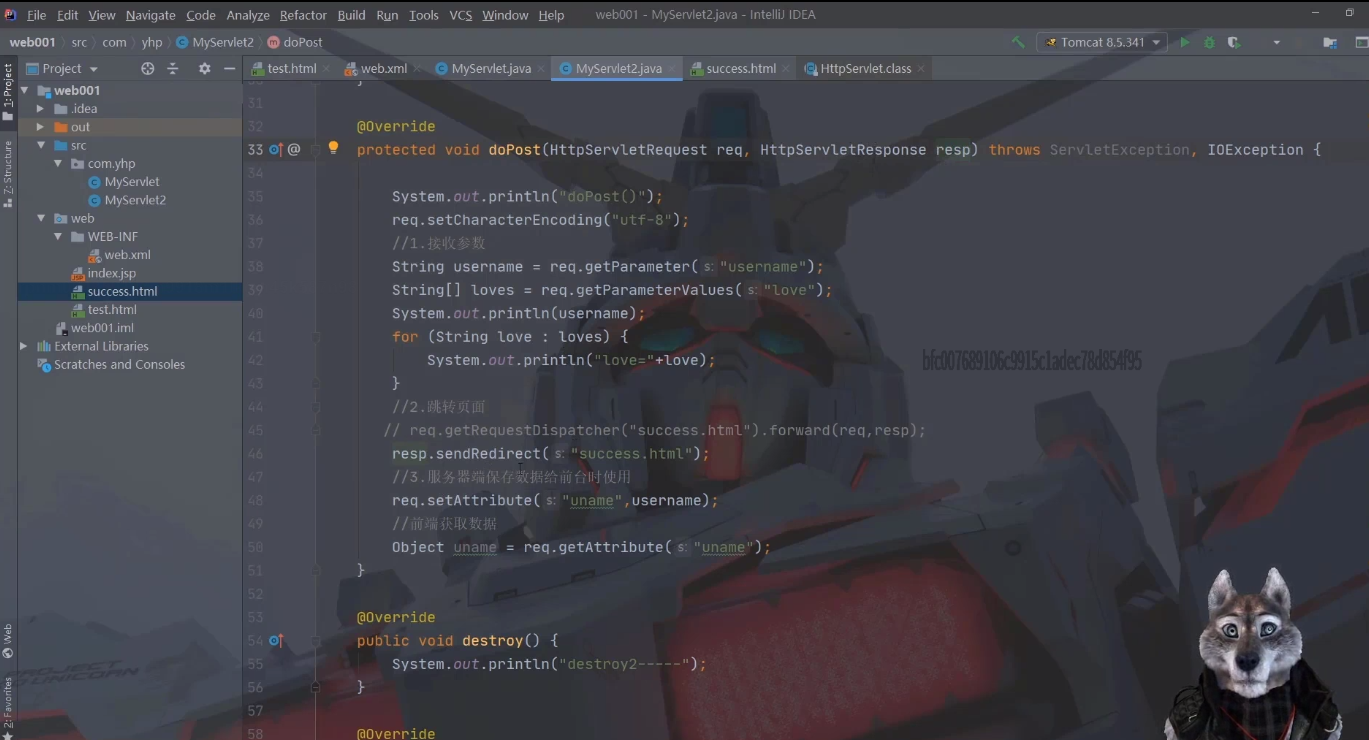 File Edit View Navigate Code Analyze Refactor Build Run Tools VCS Window Help web001 - MyServlet2.java - IntelliJ IDEA
web001 src com yhp MyServlet2 doPost Tomcat 8.5.341
Project test.html web.xml MyServlet.java MyServlet2.java success.html HttpServlet.class
1: Project
Z: Structure
Web
2: Favorites
web001
.idea
out
src
com.yhp
MyServlet
MyServlet2
web
WEB-INF
web.xml
index.jsp
success.html
test.html
web001.iml
External Libraries
Scratches and Consoles
31
32 @Override
33 @ protected void doPost(HttpServletRequest req, HttpServletResponse resp) throws ServletException, IOException {
34
35 System.out.println("doPost()");
36 req.setCharacterEncoding("utf-8");
37 //1.接收参数
38 String username = req.getParameter( s: "username");
39 String[] loves = req.getParameterValues( s: "love");
40 System.out.println(username);
41 for (String love : loves) {
42 System.out.println("love="+love);
43 }
44 //2.跳转页面
45 // req.getRequestDispatcher("success.html").forward(req,resp);
46 resp.sendRedirect( s: "success.html");
47 //3.服务器端保存数据给前台时使用
48 req.setAttribute( s: "uname",username);
49 //前端获取数据
50 Object uname = req.getAttribute( s: "uname");
51 }
52
53 @Override
54 public void destroy() {
55 System.out.println("destroy2-----");
56 }
57
58 @Override
bfc007689106c9915c1adec78d854f95
PROJECT
UNICORN